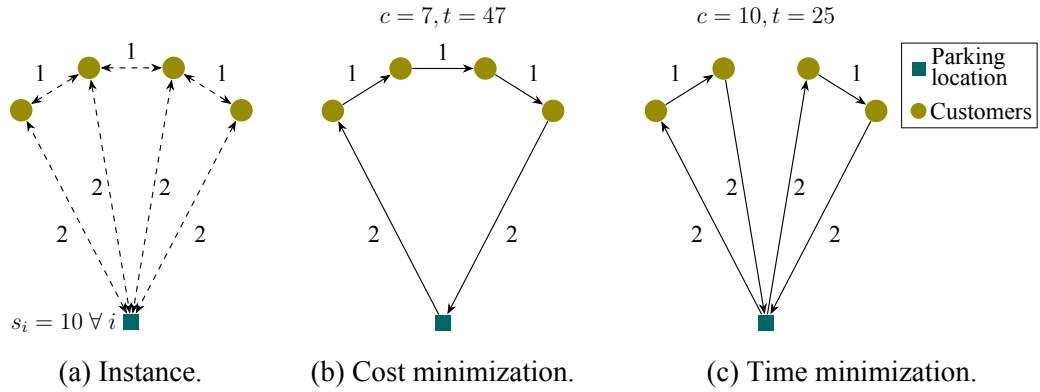 c = 7, t = 47
c = 10, t = 25
1
1
1
2
2
2
2
s_i = 10 ∀ i
1
1
1
2
2
1
1
2
2
2
2
Parking
location
Customers
(a) Instance.
(b) Cost minimization.
(c) Time minimization.